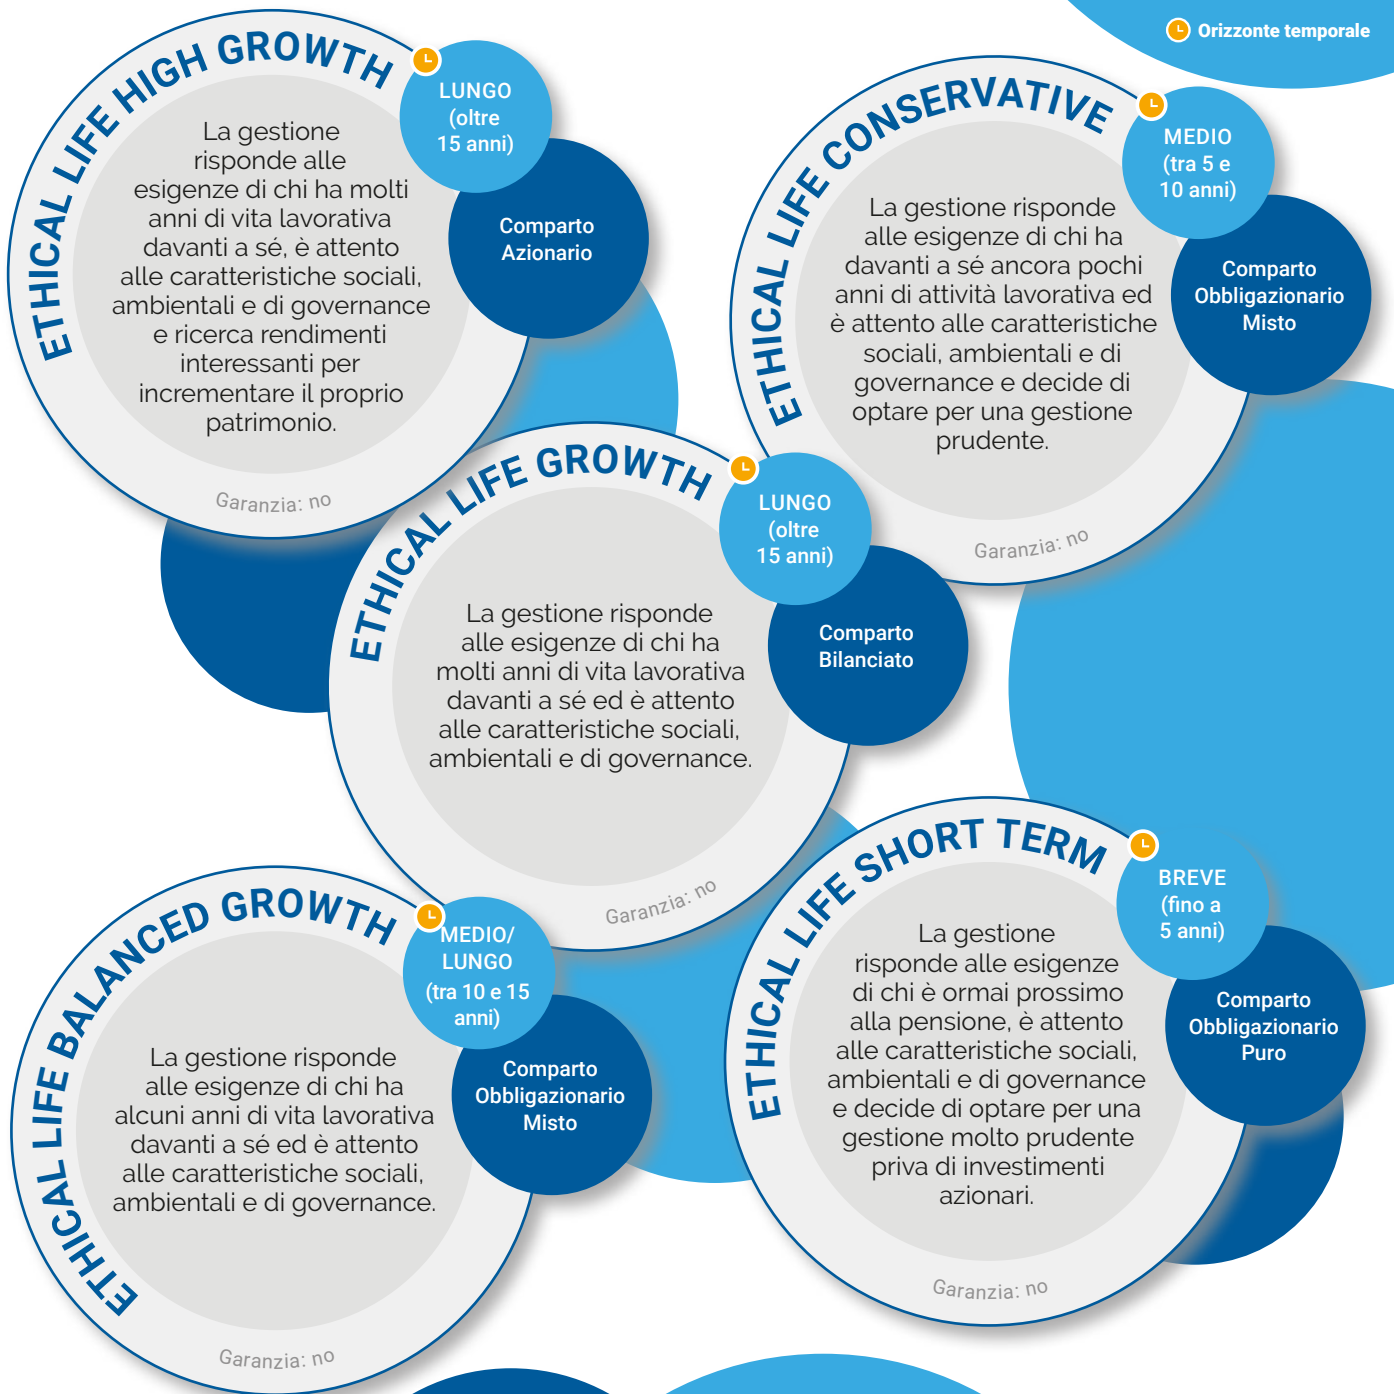 Orizzonte temporale
ETHICAL LIFE HIGH GROWTH
LUNGO
(oltre
15 anni)
Comparto
Azionario
La gestione
risponde alle
esigenze di chi ha molti
anni di vita lavorativa
davanti a sé, è attento
alle caratteristiche sociali,
ambientali e di governance
e ricerca rendimenti
interessanti per
incrementare il proprio
patrimonio.
Garanzia: no
ETHICAL LIFE CONSERVATIVE
MEDIO
(tra 5 e
10 anni)
Comparto
Obbligazionario
Misto
La gestione risponde
alle esigenze di chi ha
davanti a sé ancora pochi
anni di attività lavorativa ed
è attento alle caratteristiche
sociali, ambientali e di
governance e decide di
optare per una gestione
prudente.
Garanzia: no
ETHICAL LIFE GROWTH
LUNGO
(oltre
15 anni)
Comparto
Bilanciato
La gestione risponde
alle esigenze di chi ha
molti anni di vita lavorativa
davanti a sé ed è attento
alle caratteristiche sociali,
ambientali e di governance.
Garanzia: no
ETHICAL LIFE BALANCED GROWTH
MEDIO/
LUNGO
(tra 10 e 15
anni)
Comparto
Obbligazionario
Misto
La gestione risponde
alle esigenze di chi ha
alcuni anni di vita lavorativa
davanti a sé ed è attento
alle caratteristiche sociali,
ambientali e di governance.
Garanzia: no
ETHICAL LIFE SHORT TERM
BREVE
(fino a
5 anni)
Comparto
Obbligazionario
Puro
La gestione
risponde alle esigenze
di chi è ormai prossimo
alla pensione, è attento
alle caratteristiche sociali,
ambientali e di governance
e decide di optare per una
gestione molto prudente
priva di investimenti
azionari.
Garanzia: no